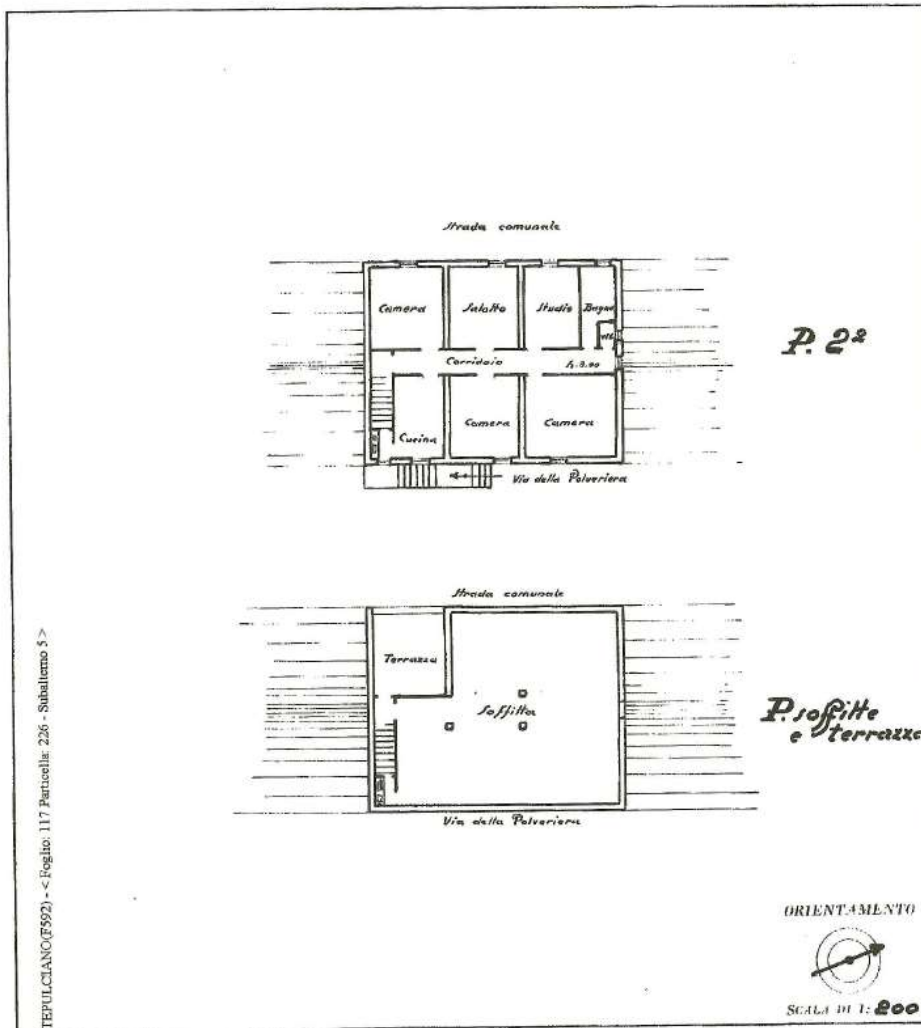 Strada comunale
Camera
Salotto
Studio
Bagno
Corridoio
h. 3.00
Cucina
Camera
Camera
Via della Polveriera
P. 2ª
Strada comunale
Terrazza
Soffitta
Via della Polveriera
P. soffitte
e terrazza
TEPULCIANO(F592) - < Foglio: 117 Particella: 226 - Subalterno 5 >
ORIENTAMENTO
SCALA DI 1: 200